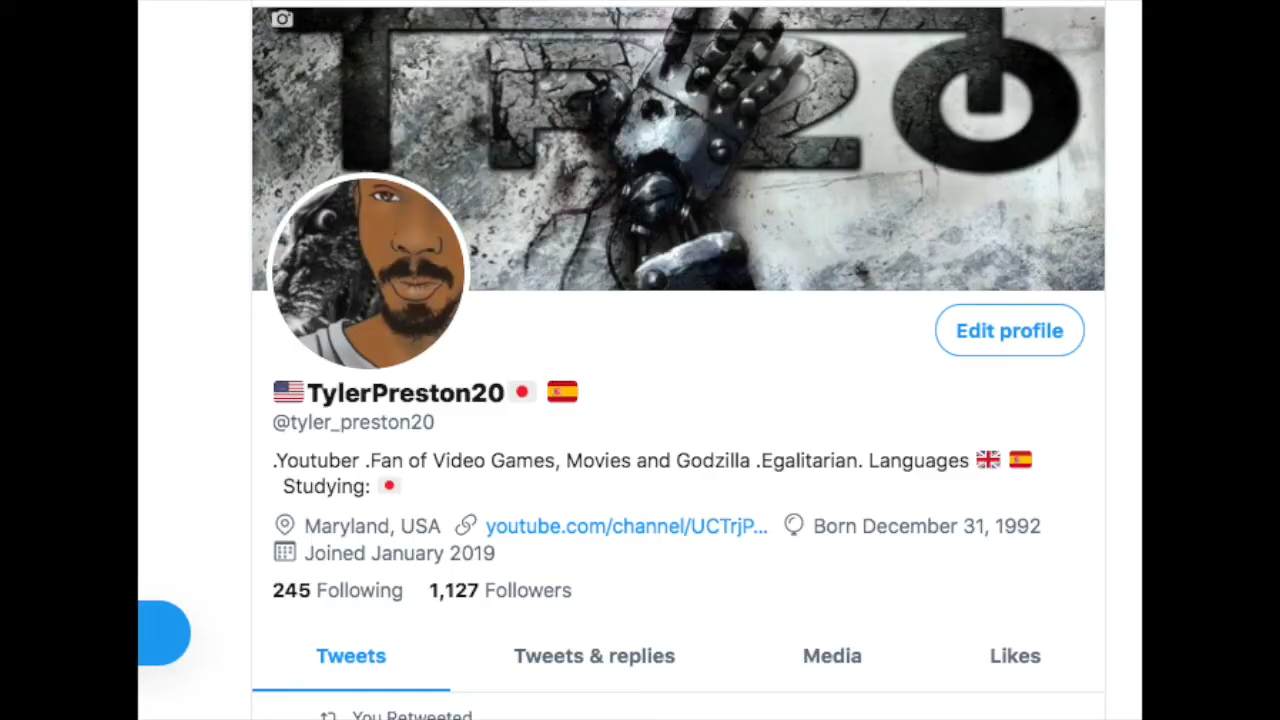 TP20
Edit profile
TylerPreston20
@tyler_preston20
.Youtuber .Fan of Video Games, Movies and Godzilla .Egalitarian. Languages
Studying:
Maryland, USA youtube.com/channel/UCTrjP... Born December 31, 1992
Joined January 2019
245 Following 1,127 Followers
Tweets Tweets & replies Media Likes
You Retweeted